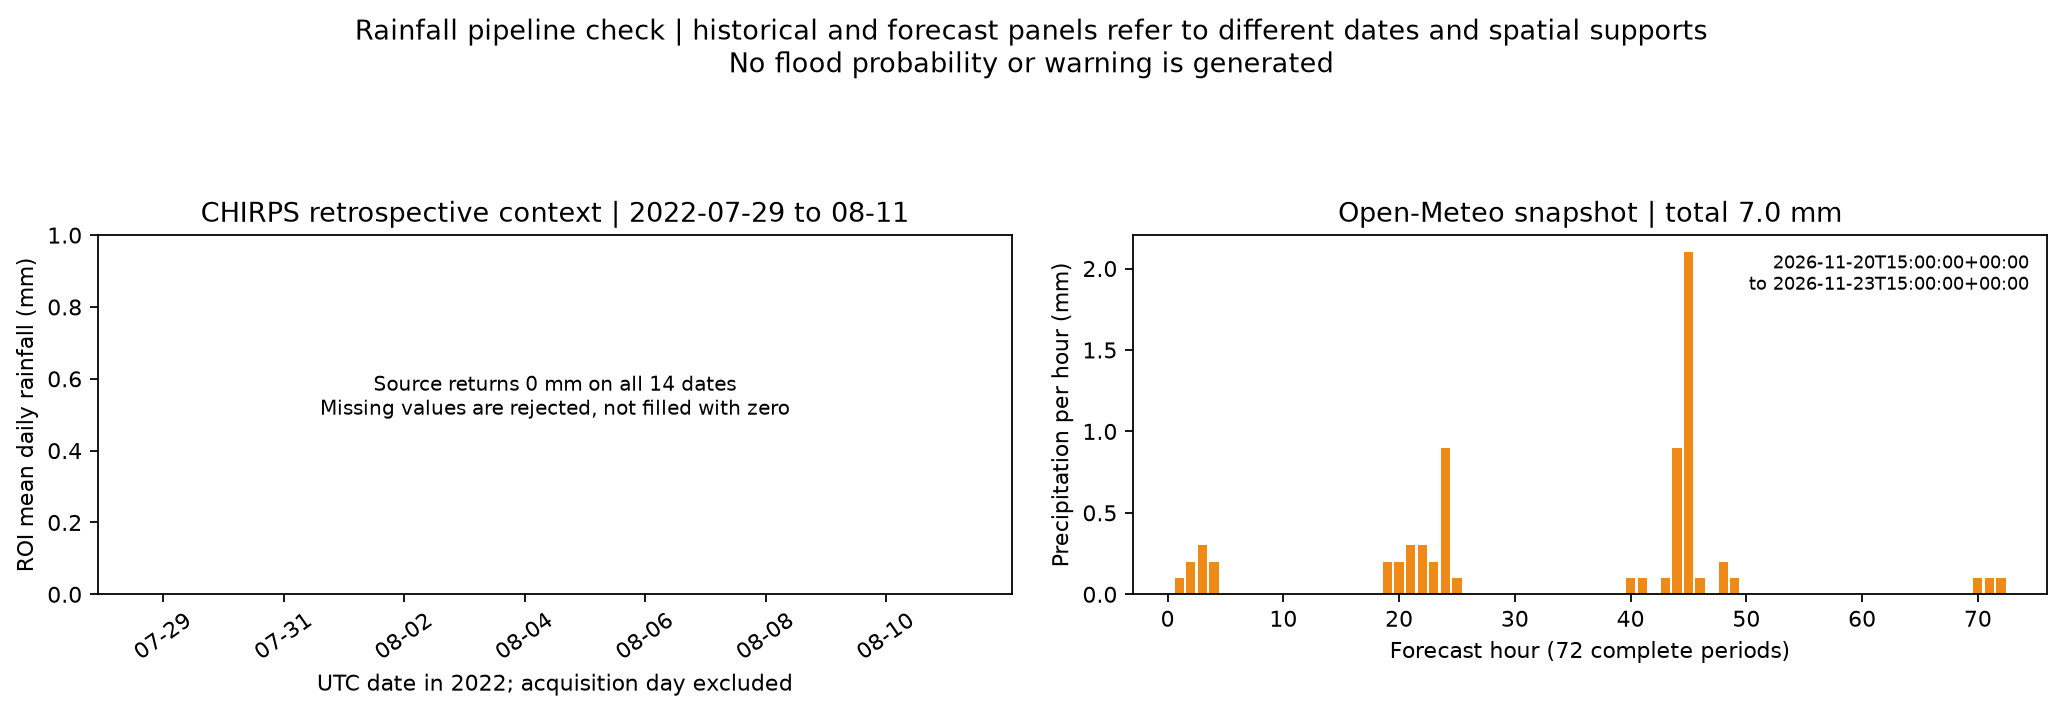 Rainfall pipeline check | historical and forecast panels refer to different dates and spatial supports
No flood probability or warning is generated
CHIRPS retrospective context | 2022-07-29 to 08-11
ROI mean daily rainfall (mm)
1.0
0.8
0.6
0.4
0.2
0.0
Source returns 0 mm on all 14 dates
Missing values are rejected, not filled with zero
07-29
07-31
08-02
08-04
08-06
08-08
08-10
UTC date in 2022; acquisition day excluded
Open-Meteo snapshot | total 7.0 mm
Precipitation per hour (mm)
2.0
1.5
1.0
0.5
0.0
2026-11-20T15:00:00+00:00
to 2026-11-23T15:00:00+00:00
0
10
20
30
40
50
60
70
Forecast hour (72 complete periods)